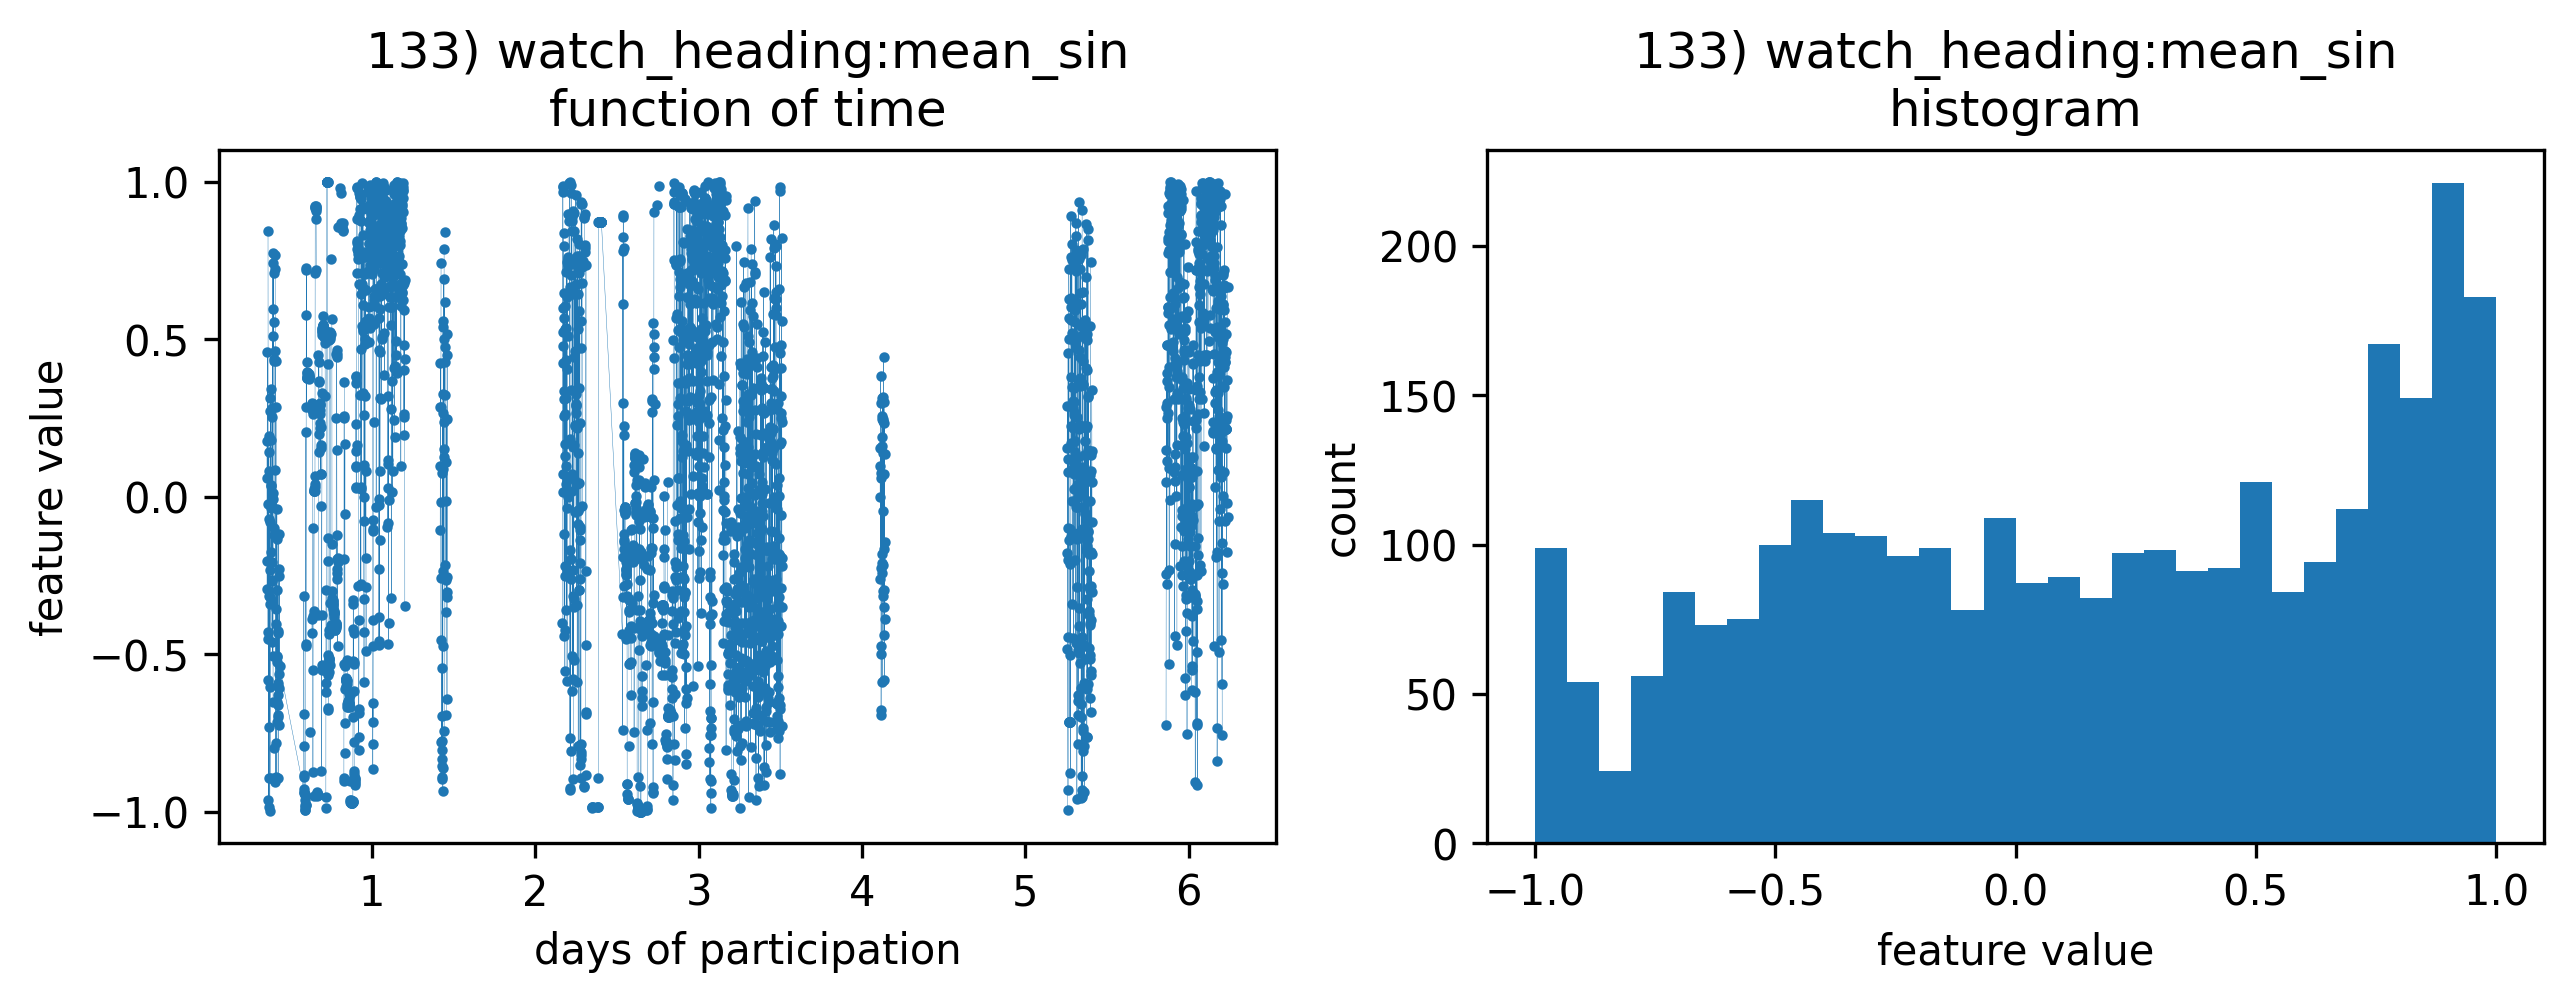 133) watch_heading:mean_sin
function of time
1.0
0.5
0.0
−0.5
−1.0
feature value
1
2
3
4
5
6
days of participation
133) watch_heading:mean_sin
histogram
200
150
100
50
0
count
−1.0
−0.5
0.0
0.5
1.0
feature value